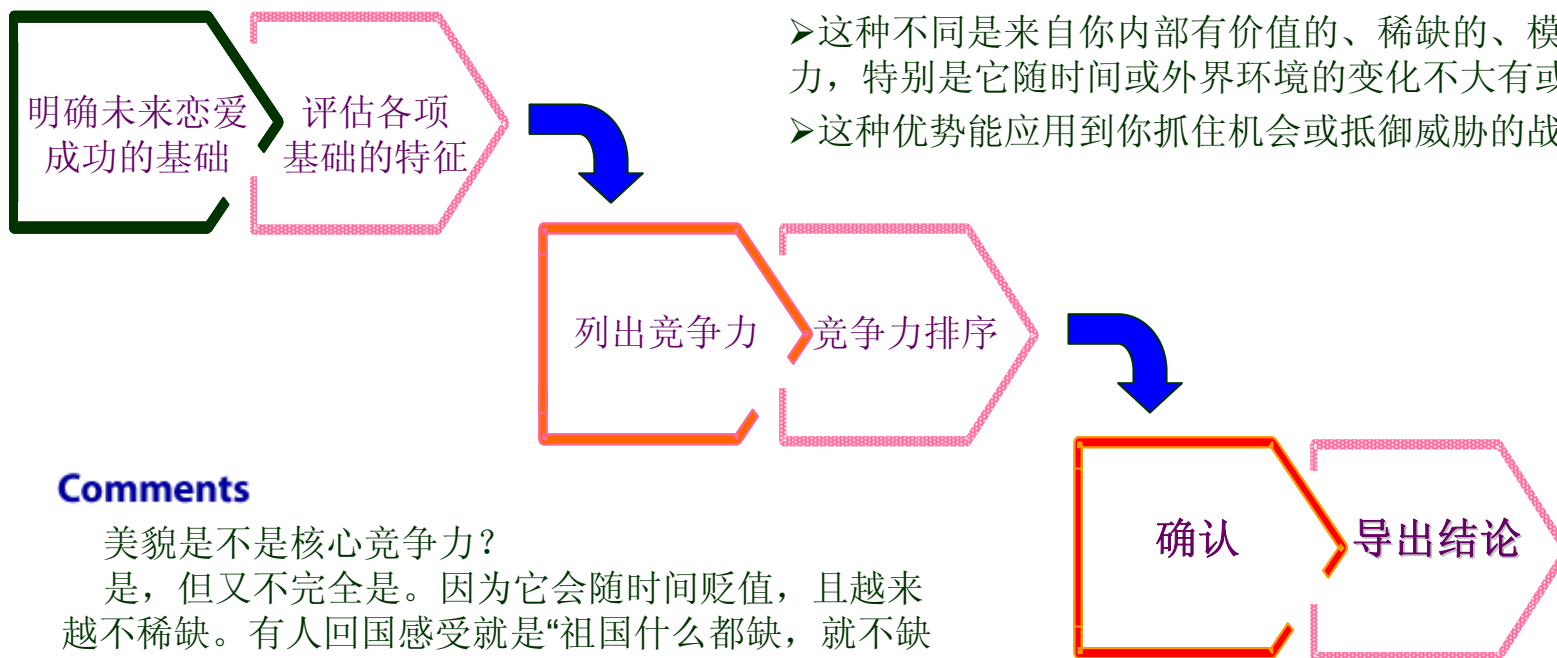 ➢这种不同是来自你内部有价值的、稀缺的、模
力，特别是它随时间或外界环境的变化不大有或
➢这种优势能应用到你抓住机会或抵御威胁的战
明确未来恋爱
成功的基础
评估各项
基础的特征
列出竞争力
竞争力排序
确认
导出结论
Comments
美貌是不是核心竞争力？
是，但又不完全是。因为它会随时间贬值，且越来
越不稀缺。有人回国感受就是“祖国什么都缺，就不缺